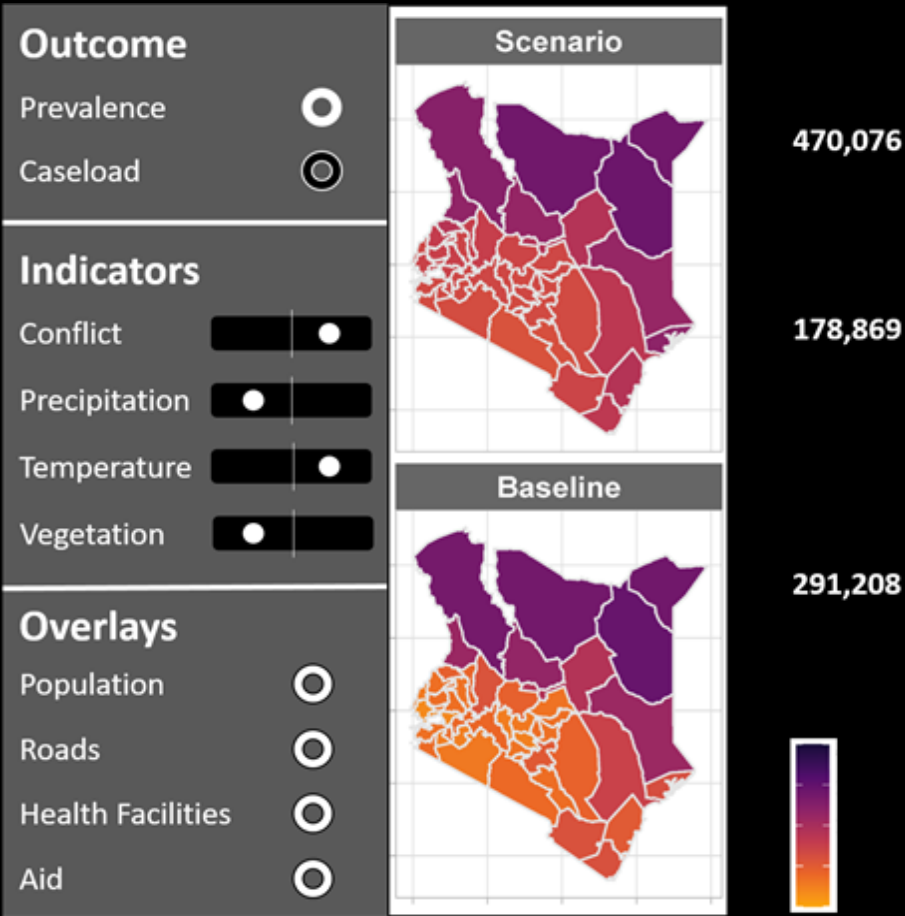 Outcome
Prevalence
Caseload
Indicators
Conflict
Precipitation
Temperature
Vegetation
Overlays
Population
Roads
Health Facilities
Aid
Scenario
Baseline
470,076
178,869
291,208